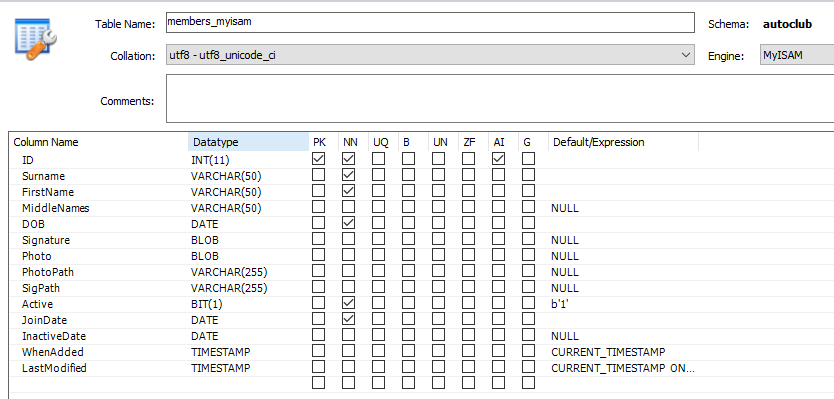 Table Name: members_myisam Schema: autoclub
Collation: utf8 - utf8_unicode_ci Engine: MyISAM
Comments:
Column Name Datatype PK NN UQ B UN ZF AI G Default/Expression
ID INT(11)
Surname VARCHAR(50)
FirstName VARCHAR(50)
MiddleNames VARCHAR(50) NULL
DOB DATE
Signature BLOB NULL
Photo BLOB NULL
PhotoPath VARCHAR(255) NULL
SigPath VARCHAR(255) NULL
Active BIT(1) b'1'
JoinDate DATE
InactiveDate DATE NULL
WhenAdded TIMESTAMP CURRENT_TIMESTAMP
LastModified TIMESTAMP CURRENT_TIMESTAMP ON...